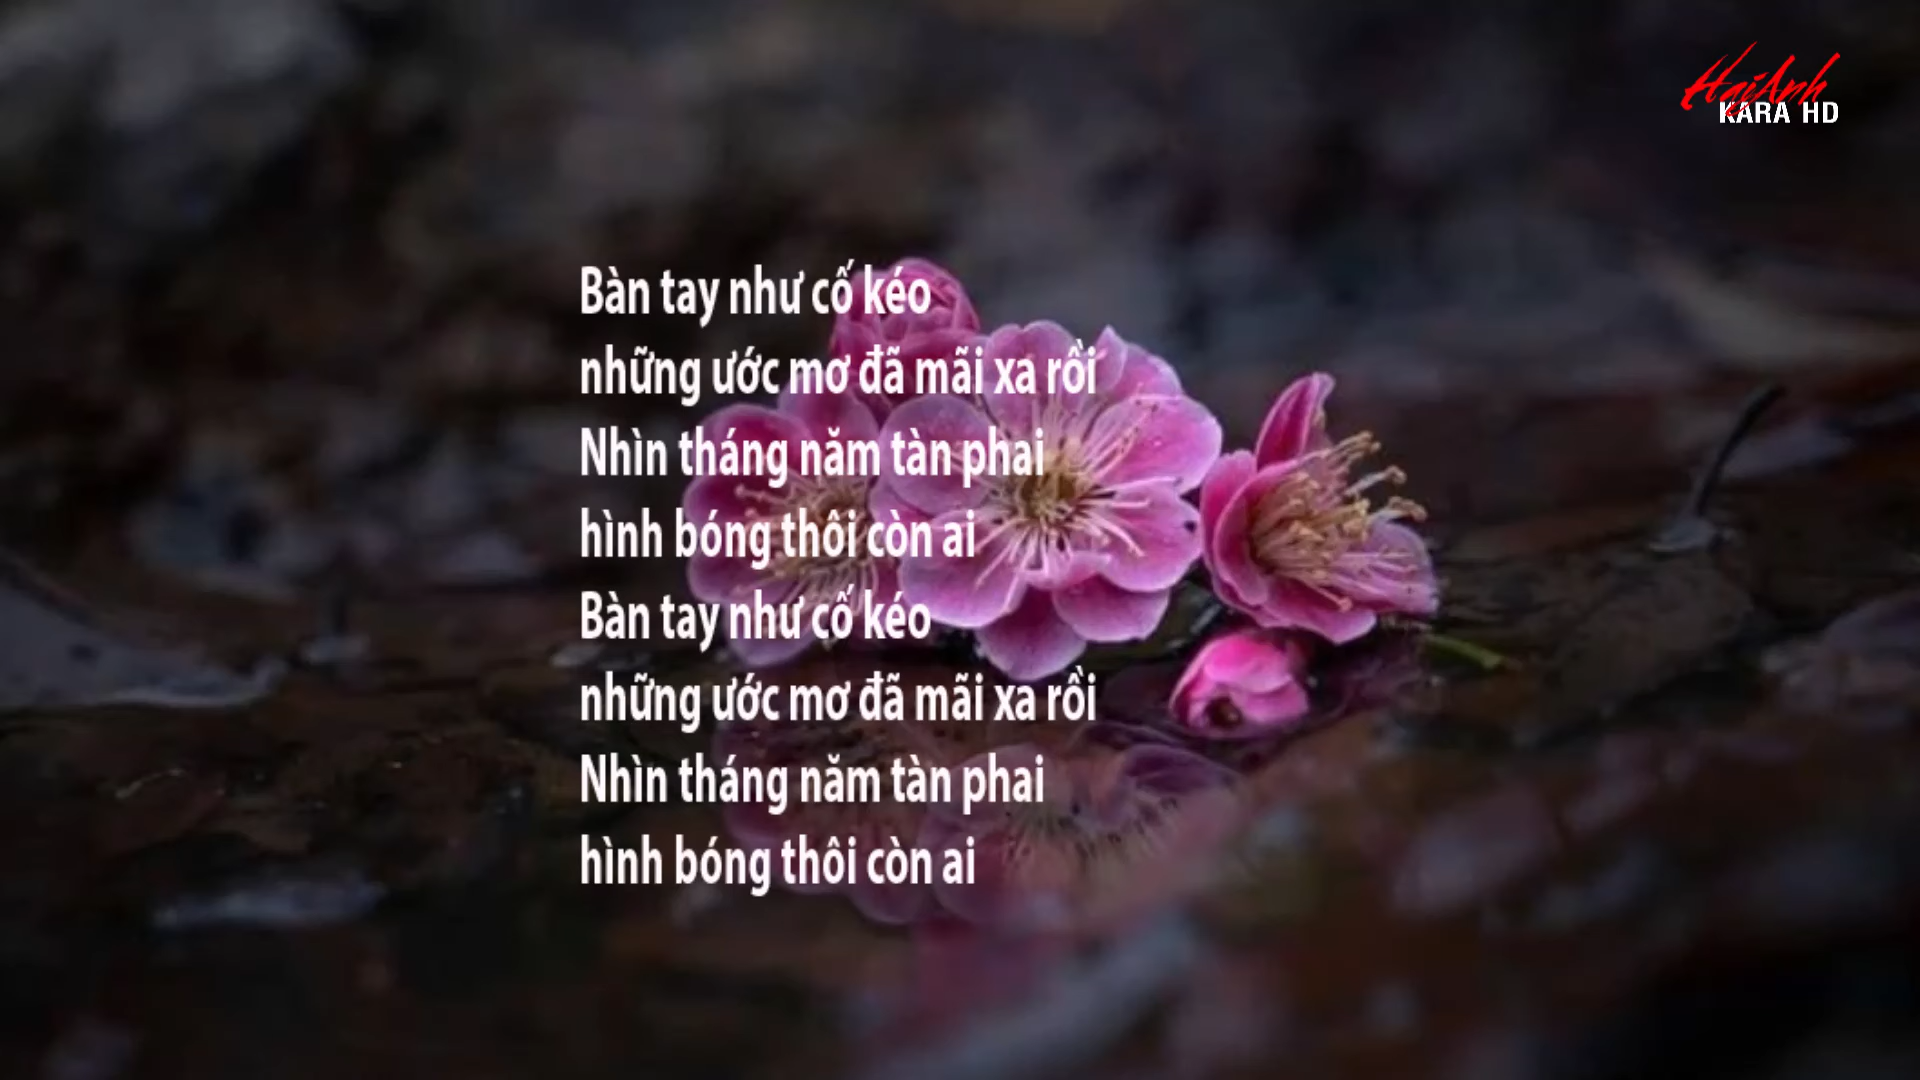 HaiAnh
KARA HD
Bàn tay như cố kéo
những ước mơ đã mãi xa rồi
Nhìn tháng năm tàn phai
hình bóng thôi còn ai
Bàn tay như cố kéo
những ước mơ đã mãi xa rồi
Nhìn tháng năm tàn phai
hình bóng thôi còn ai